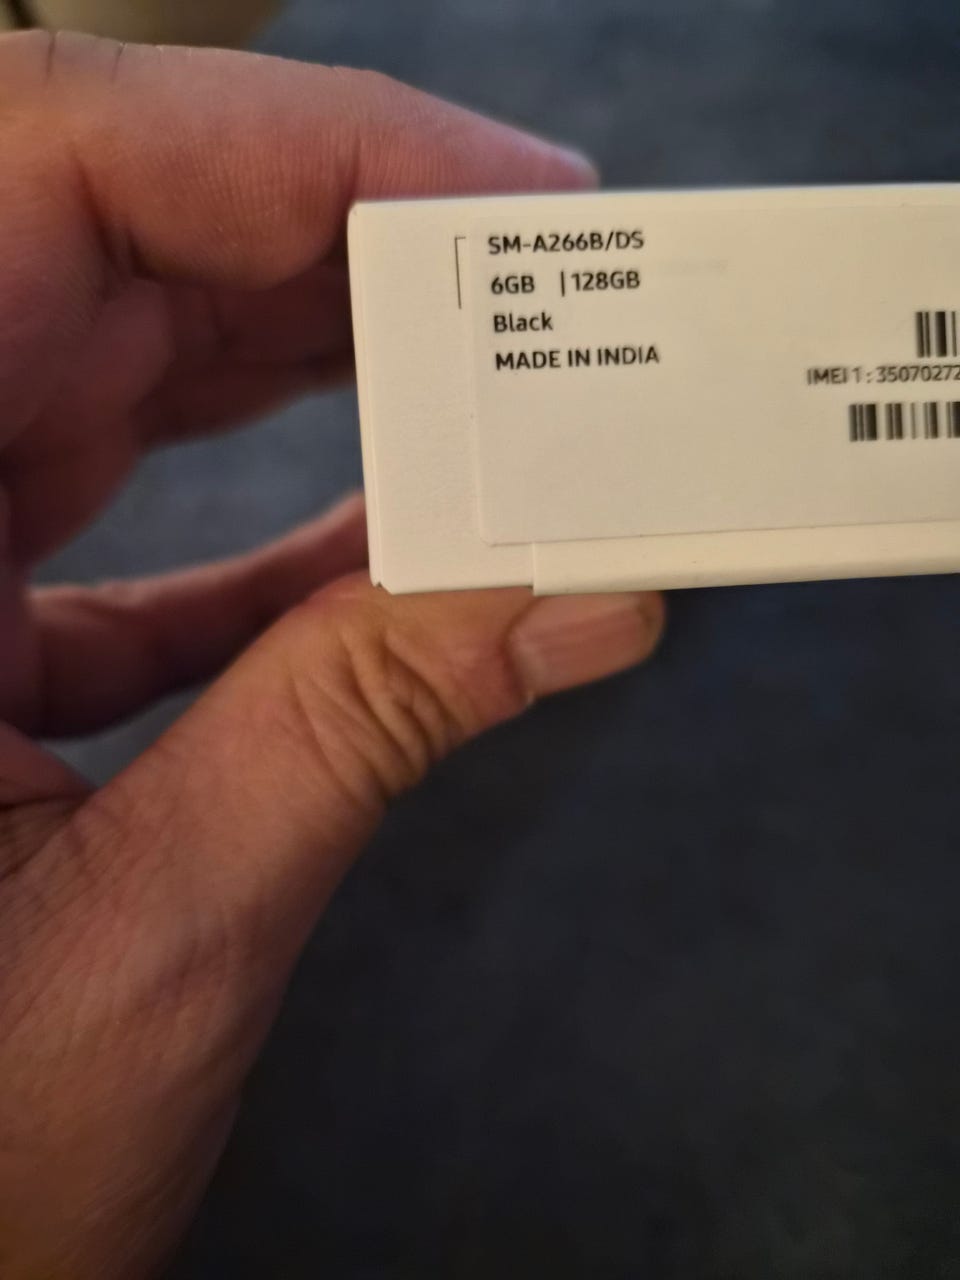 SM-A266B/DS
6GB | 128GB
Black
MADE IN INDIA
IMEI 1 : 35070272